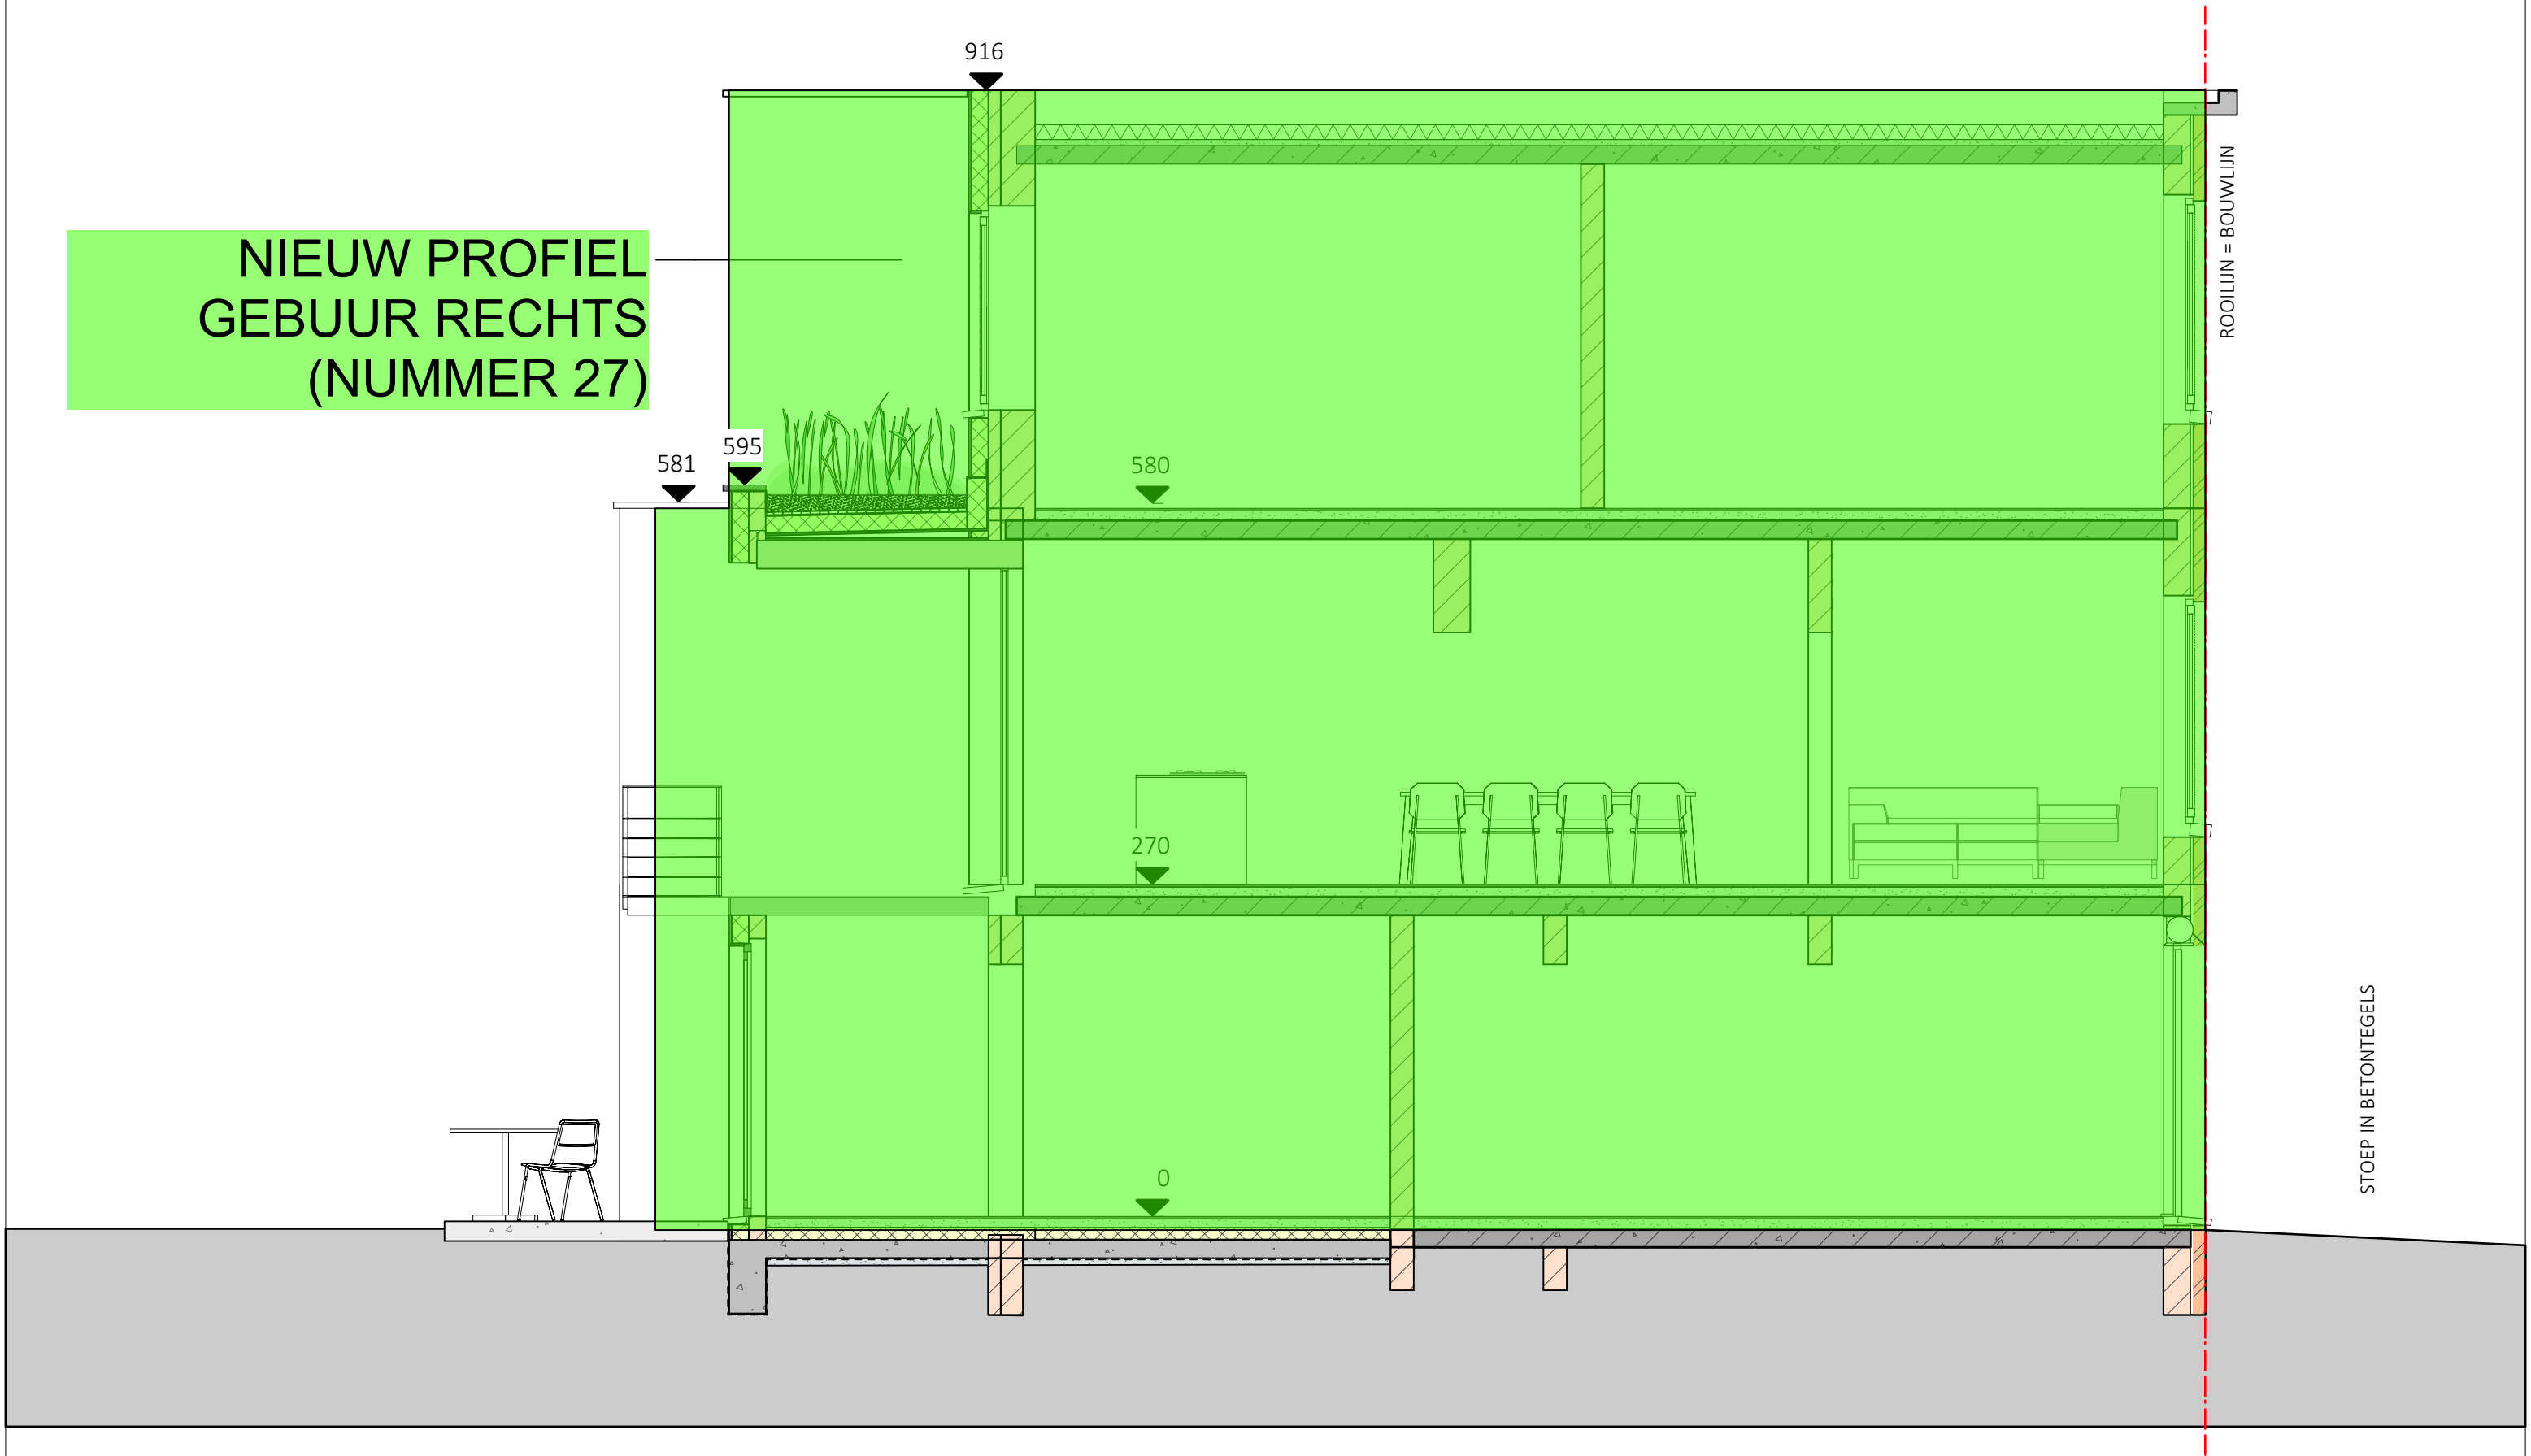 916
NIEUW PROFIEL
GEBUUR RECHTS
(NUMMER 27)
ROOILIJN = BOUWLIJN
595
581
580
270
STOEP IN BETONTEGELS
0